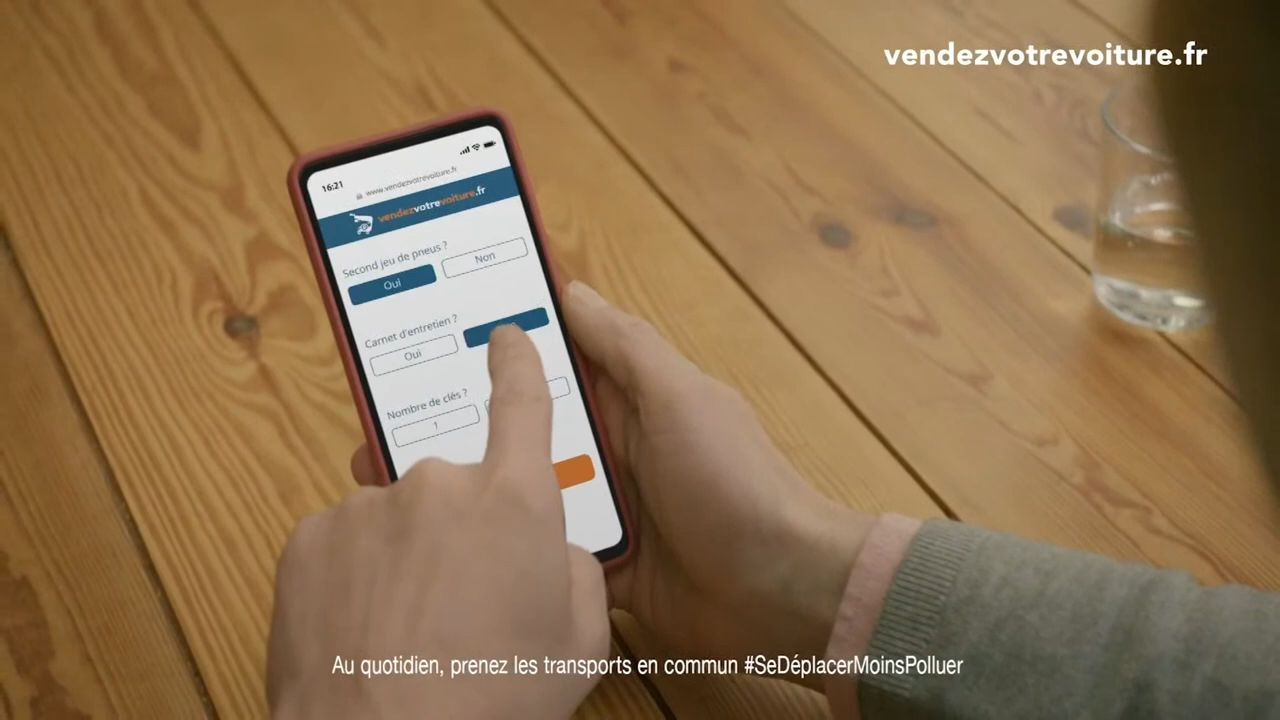 vendezvotrevoiture.fr
16:21
www.vendezvotrevoiture.fr
vendezvotrevoiture.fr
Second jeu de pneus ?
Oui
Non
Carnet d'entretien ?
Oui
Nombre de clés ?
1
Au quotidien, prenez les transports en commun #SeDéplacerMoinsPolluer